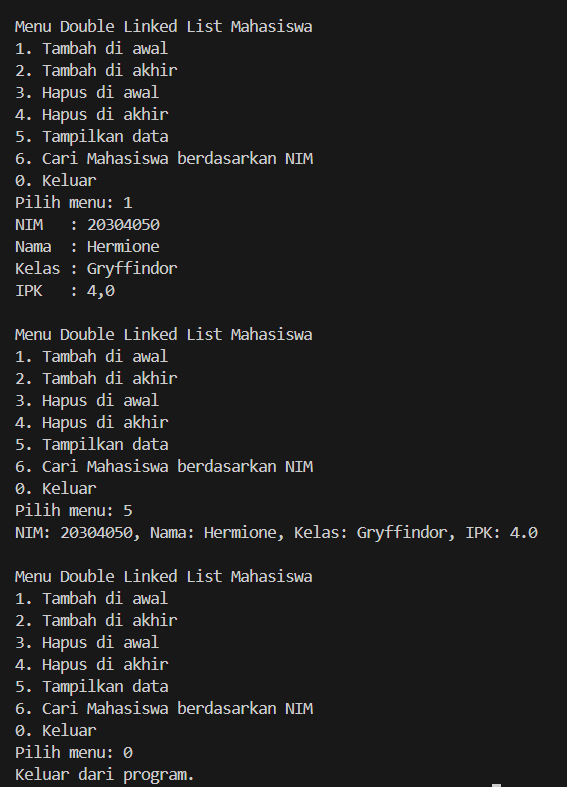 Menu Double Linked List Mahasiswa
1. Tambah di awal
2. Tambah di akhir
3. Hapus di awal
4. Hapus di akhir
5. Tampilkan data
6. Cari Mahasiswa berdasarkan NIM
0. Keluar
Pilih menu: 1
NIM   : 20304050
Nama  : Hermione
Kelas : Gryffindor
IPK   : 4,0

Menu Double Linked List Mahasiswa
1. Tambah di awal
2. Tambah di akhir
3. Hapus di awal
4. Hapus di akhir
5. Tampilkan data
6. Cari Mahasiswa berdasarkan NIM
0. Keluar
Pilih menu: 5
NIM: 20304050, Nama: Hermione, Kelas: Gryffindor, IPK: 4.0

Menu Double Linked List Mahasiswa
1. Tambah di awal
2. Tambah di akhir
3. Hapus di awal
4. Hapus di akhir
5. Tampilkan data
6. Cari Mahasiswa berdasarkan NIM
0. Keluar
Pilih menu: 0
Keluar dari program.